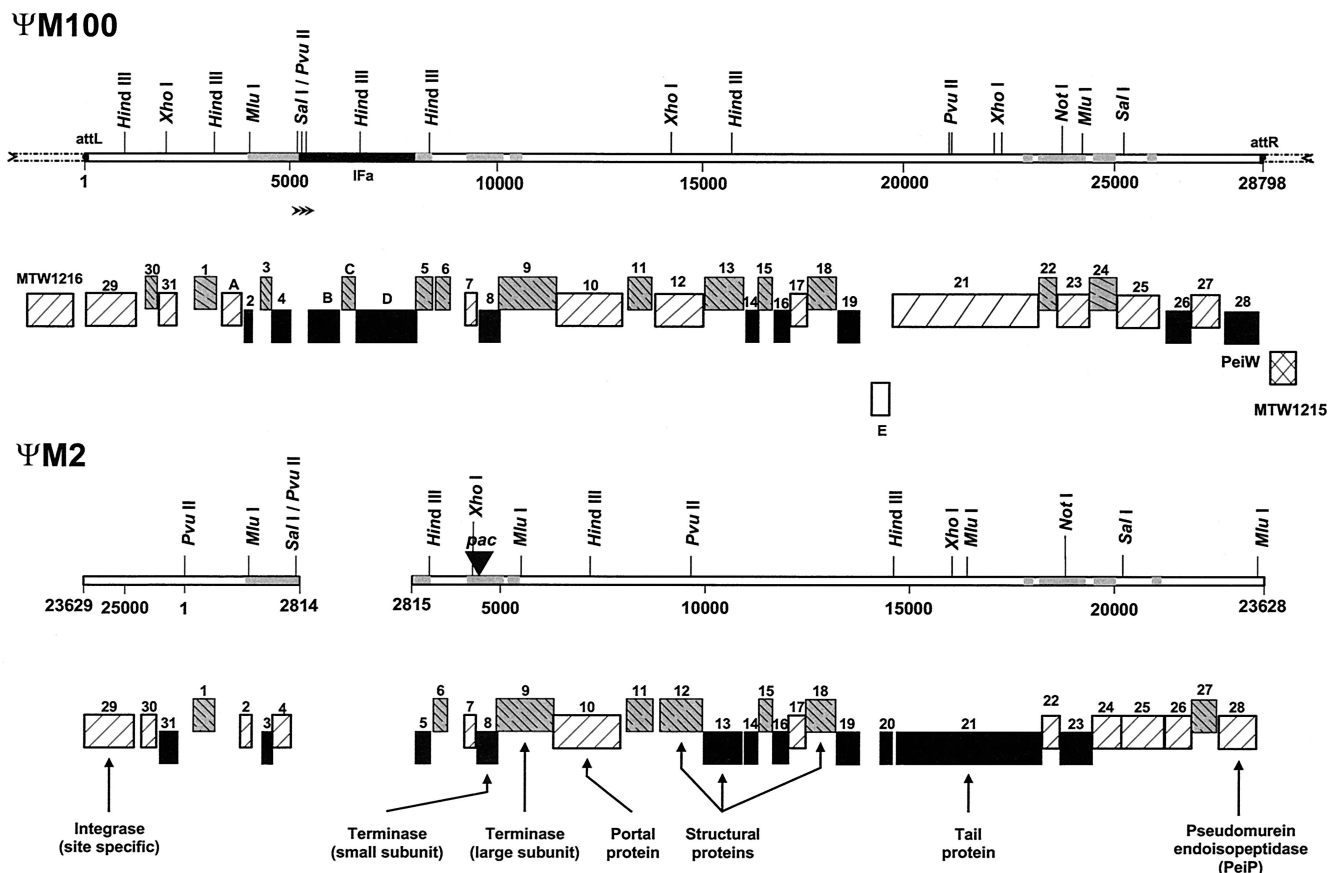 ΨM100
Hind III
Xho I
Hind III
Mlu I
Sal I / Pvu II
Hind III
Hind III
Xho I
Hind III
Pvu II
Xho I
Not I
Mlu I
Sal I
attL
attR
IFa
1
5000
10000
15000
20000
25000
28798
MTW1216
29
30
31
1
A
2
3
4
B
C
D
5
6
7
8
9
10
11
12
13
14
15
16
17
18
19
21
22
23
24
25
26
27
28
PeiW
MTW1215
E
ΨM2
Pvu II
Mlu I
Sal I / Pvu II
Hind III
Xho I
pac
Mlu I
Hind III
Pvu II
Hind III
Xho I
Mlu I
Not I
Sal I
Mlu I
23629
25000
1
2814
2815
5000
10000
15000
20000
23628
29
30
31
1
2
3
4
5
6
7
8
9
10
11
12
13
14
15
16
17
18
19
20
21
22
23
24
25
26
27
28
Integrase
(site specific)
Terminase
(small subunit)
Terminase
(large subunit)
Portal
protein
Structural
proteins
Tail
protein
Pseudomurein
endoisopeptidase
(PeiP)